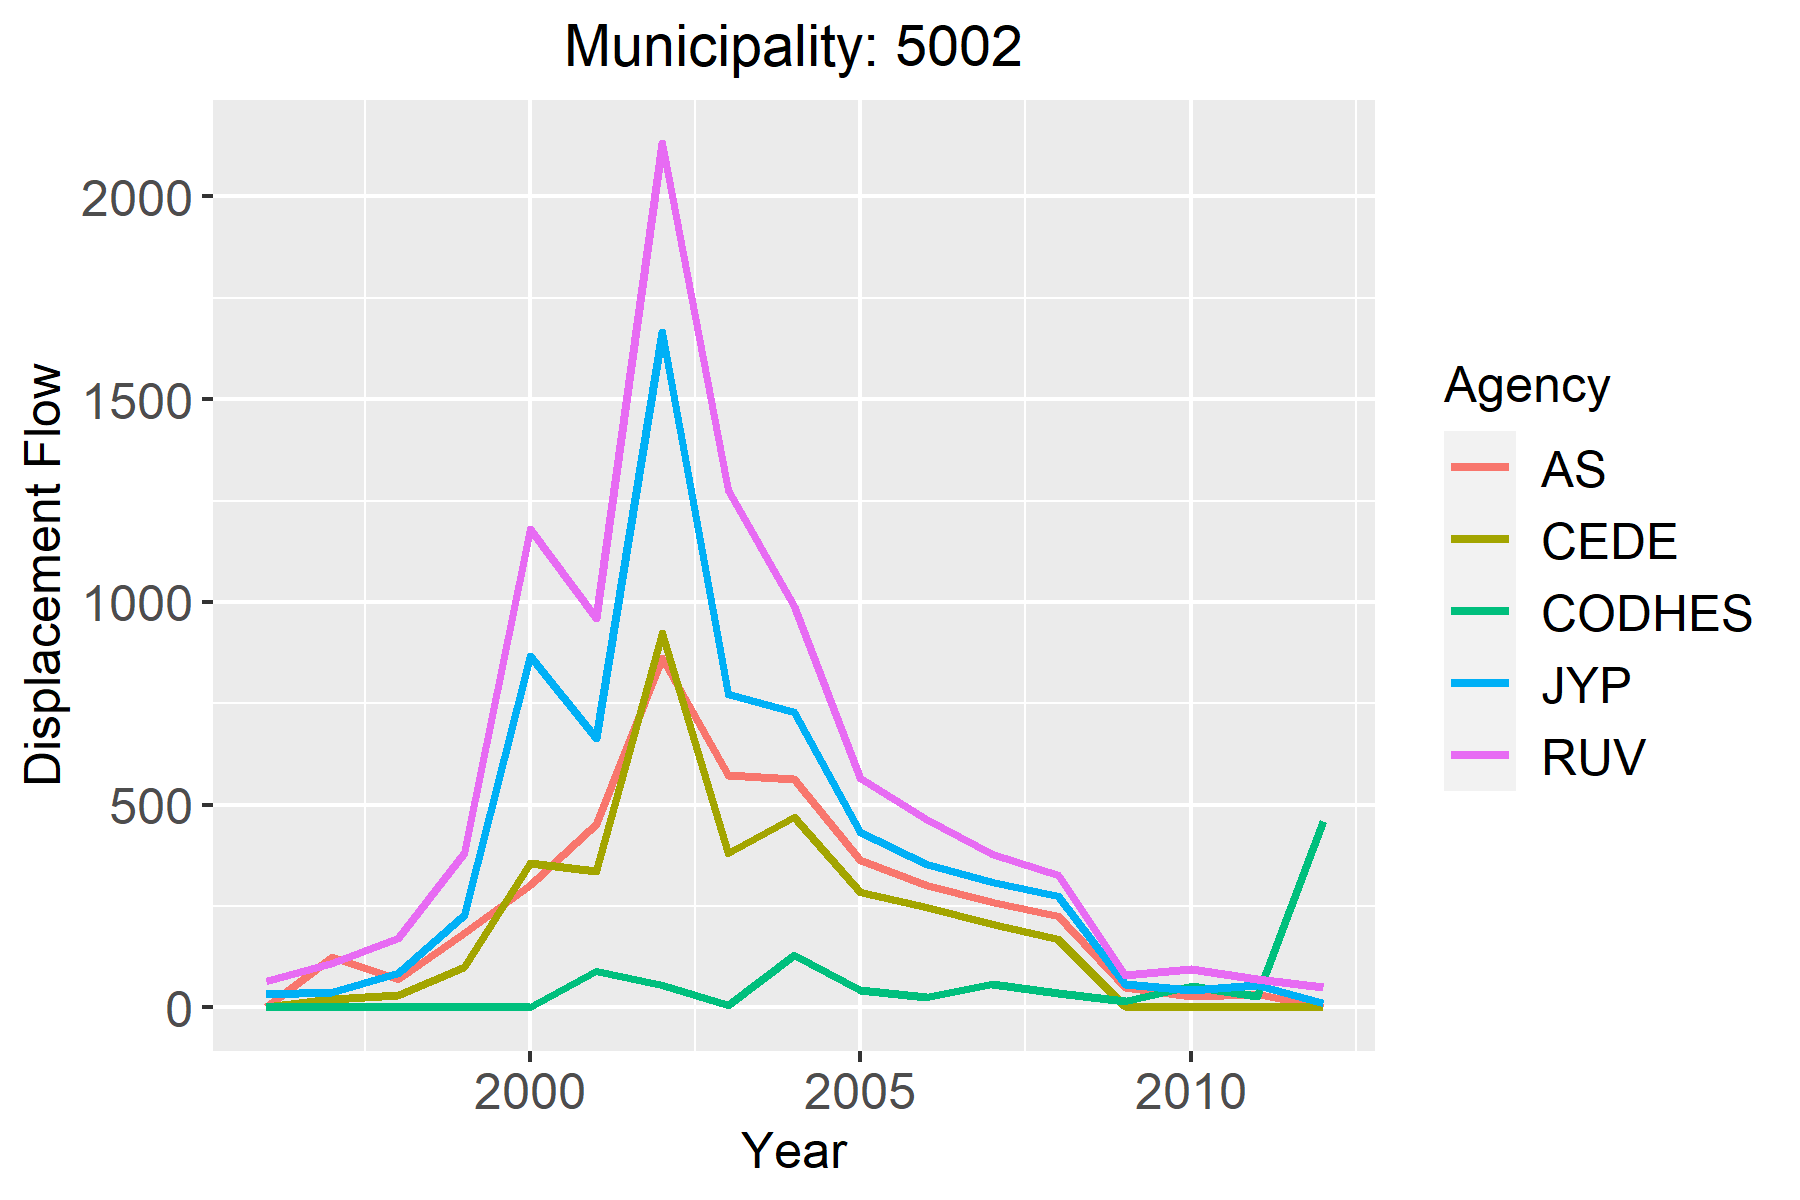 Municipality: 5002
Displacement Flow
2000
1500
1000
500
0
2000 2005 2010
Year
Agency
AS
CEDE
CODHES
JYP
RUV